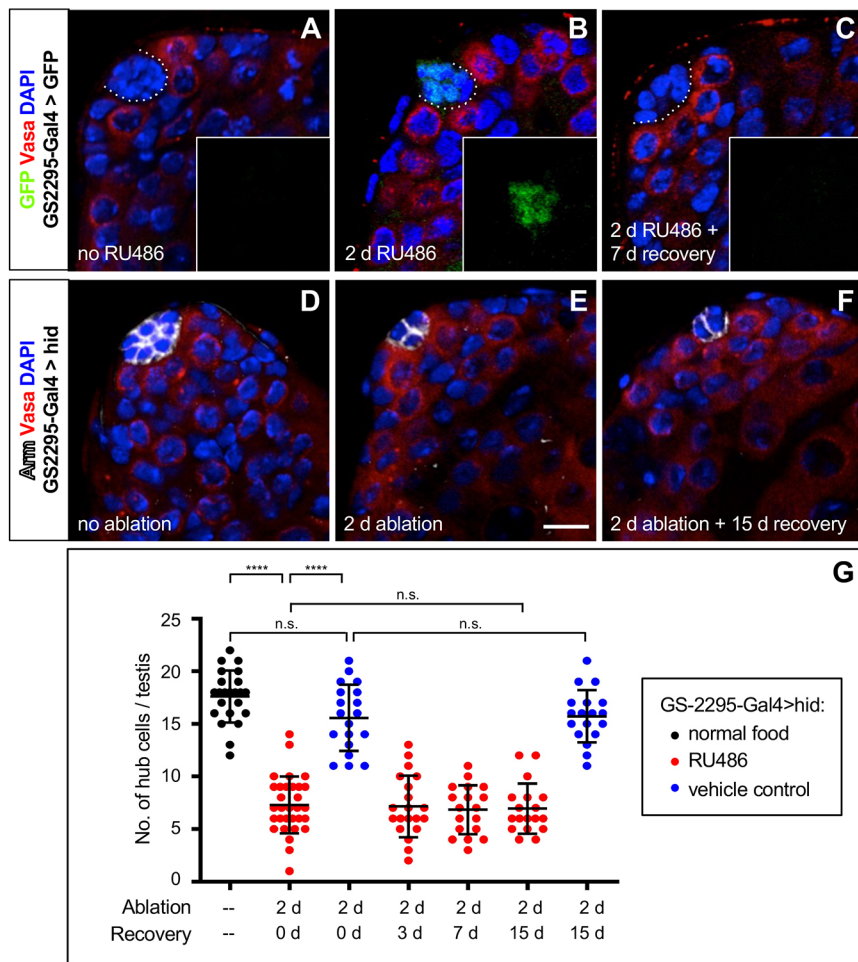 GFP Vasa DAPI
GS2295-Gal4 > GFP
A
no RU486
B
2 d RU486
C
2 d RU486 +
7 d recovery
Arm Vasa DAPI
GS2295-Gal4 > hid
D
no ablation
E
2 d ablation
F
2 d ablation + 15 d recovery
G
**** ****
n.s.
n.s. n.s.
No. of hub cells / testis
25
20
15
10
5
0
Ablation -- 2 d 2 d 2 d 2 d 2 d 2 d
Recovery -- 0 d 0 d 3 d 7 d 15 d 15 d
GS-2295-Gal4>hid:
normal food
RU486
vehicle control